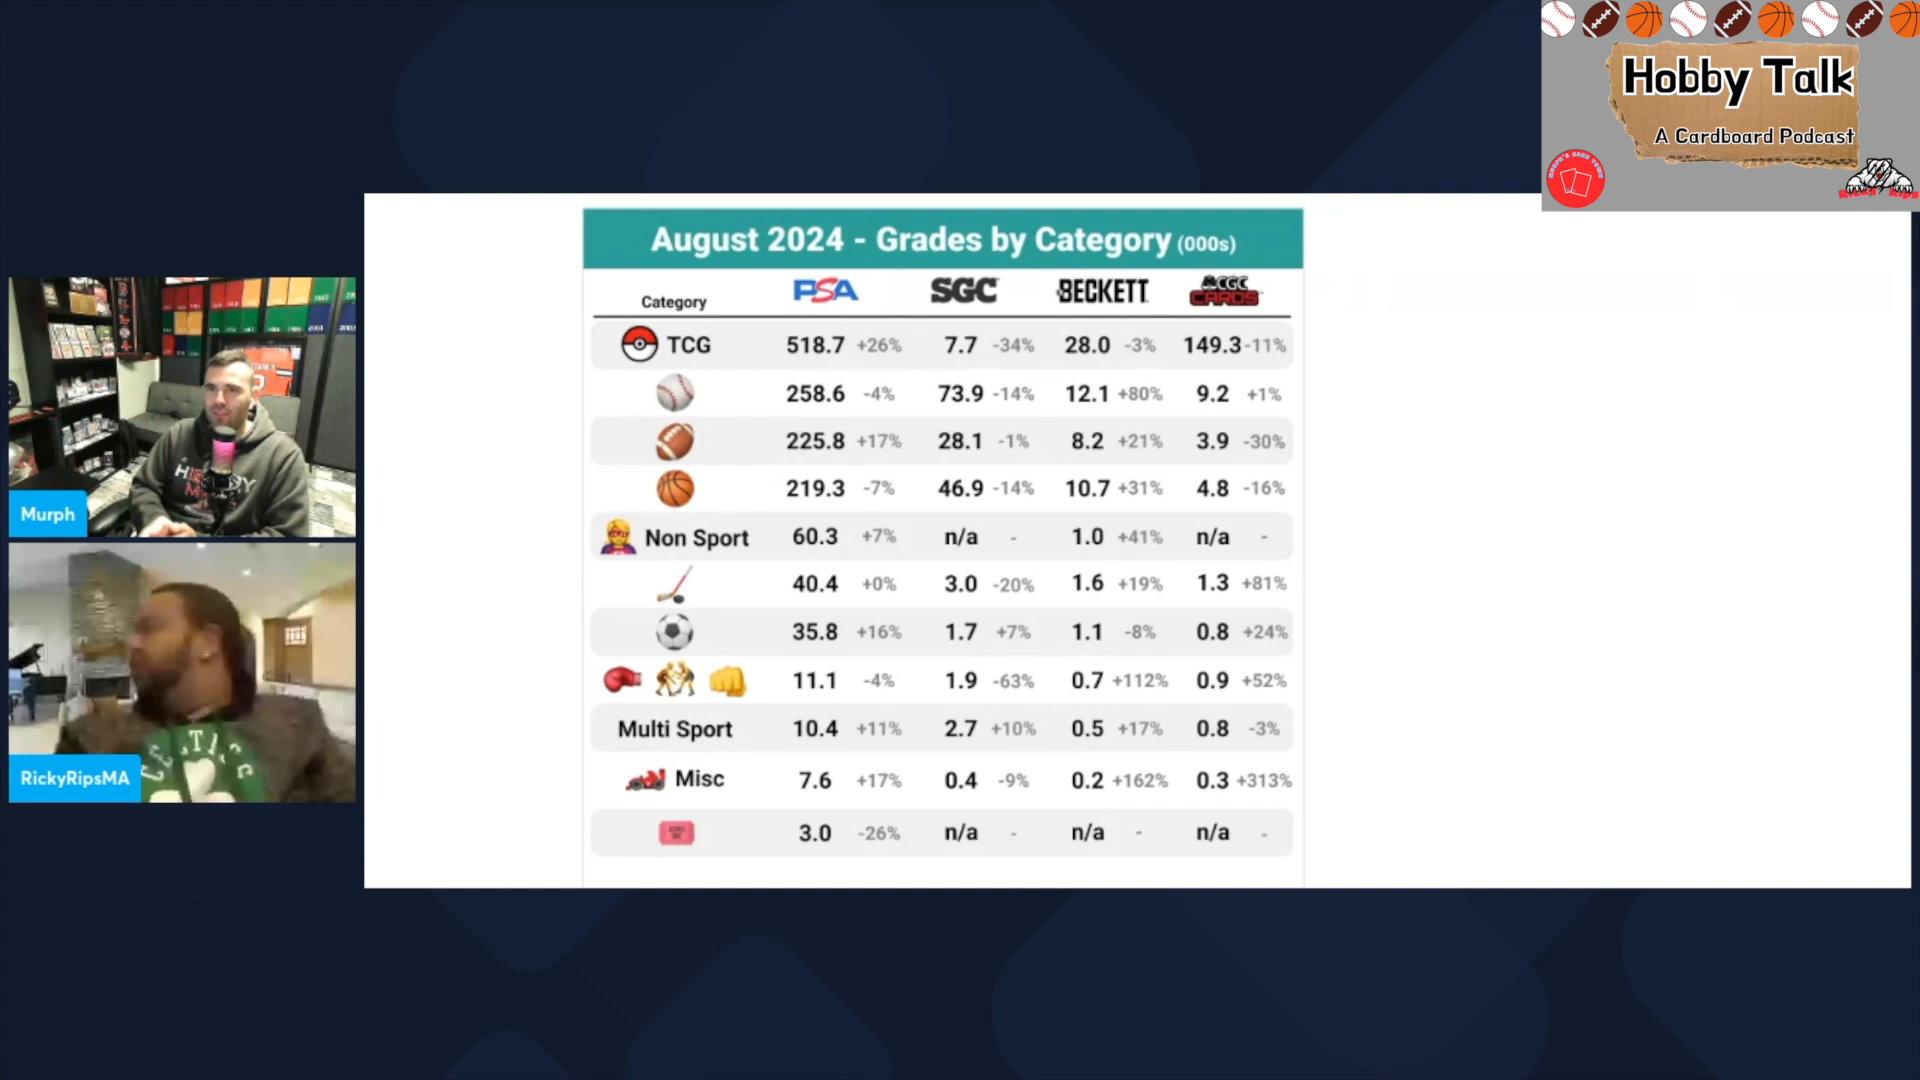 Hobby Talk
A Cardboard Podcast
Ricky Rips
August 2024 - Grades by Category (000s)
Category PSA SGC BECKETT CGC CARDS
TCG 518.7 +26% 7.7 -34% 28.0 -3% 149.3 -11%
258.6 -4% 73.9 -14% 12.1 +80% 9.2 +1%
225.8 +17% 28.1 -1% 8.2 +21% 3.9 -30%
219.3 -7% 46.9 -14% 10.7 +31% 4.8 -16%
Non Sport 60.3 +7% n/a - 1.0 +41% n/a -
40.4 +0% 3.0 -20% 1.6 +19% 1.3 +81%
35.8 +16% 1.7 +7% 1.1 -8% 0.8 +24%
11.1 -4% 1.9 -63% 0.7 +112% 0.9 +52%
Multi Sport 10.4 +11% 2.7 +10% 0.5 +17% 0.8 -3%
Misc 7.6 +17% 0.4 -9% 0.2 +162% 0.3 +313%
3.0 -26% n/a - n/a - n/a -
Murph
RickyRipsMA